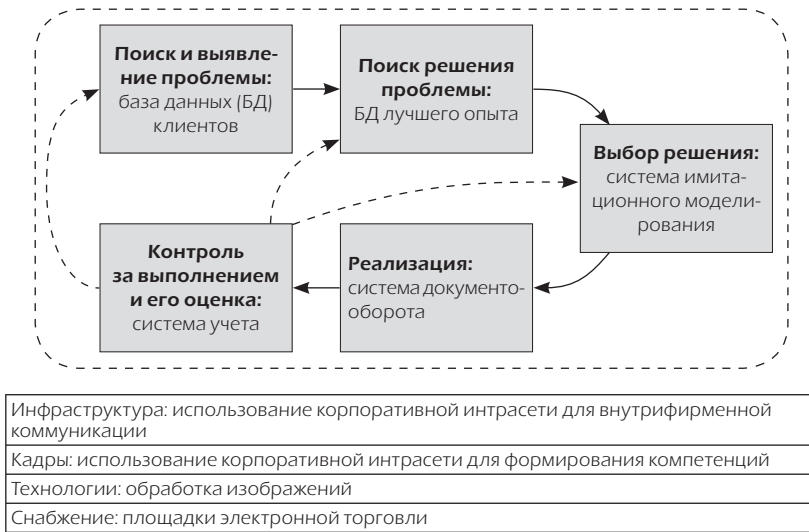 Поиск и выявле-
ние проблемы:
база данных (БД)
клиентов
Поиск решения
проблемы:
БД лучшего опыта
Выбор решения:
система имита-
ционного модели-
рования
Контроль
за выполнением
и его оценка:
система учета
Реализация:
система документо-
оборота
Инфраструктура: использование корпоративной интрасети для внутрифирменной
коммуникации
Кадры: использование корпоративной интрасети для формирования компетенций
Технологии: обработка изображений
Снабжение: площадки электронной торговли